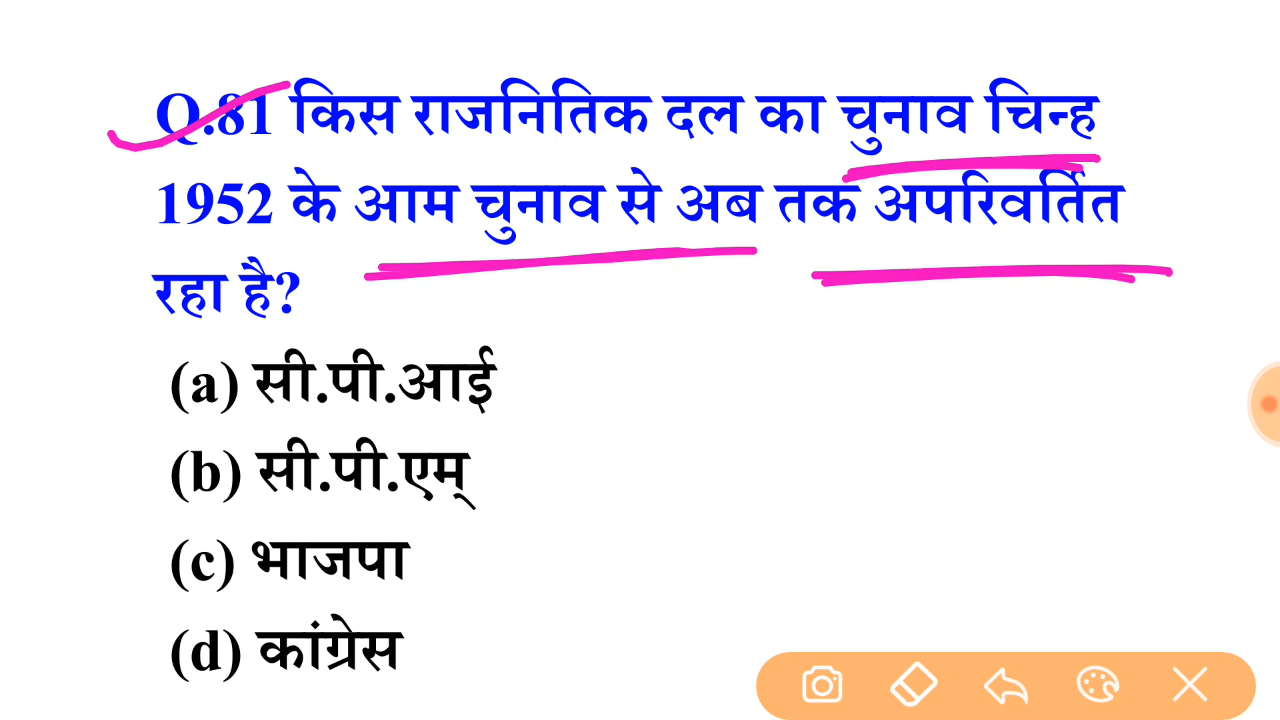 Q.81 किस राजनितिक दल का चुनाव चिन्ह
1952 के आम चुनाव से अब तक अपरिवर्तित
रहा है?
(a) सी.पी.आई
(b) सी.पी.एम्
(c) भाजपा
(d) कांग्रेस